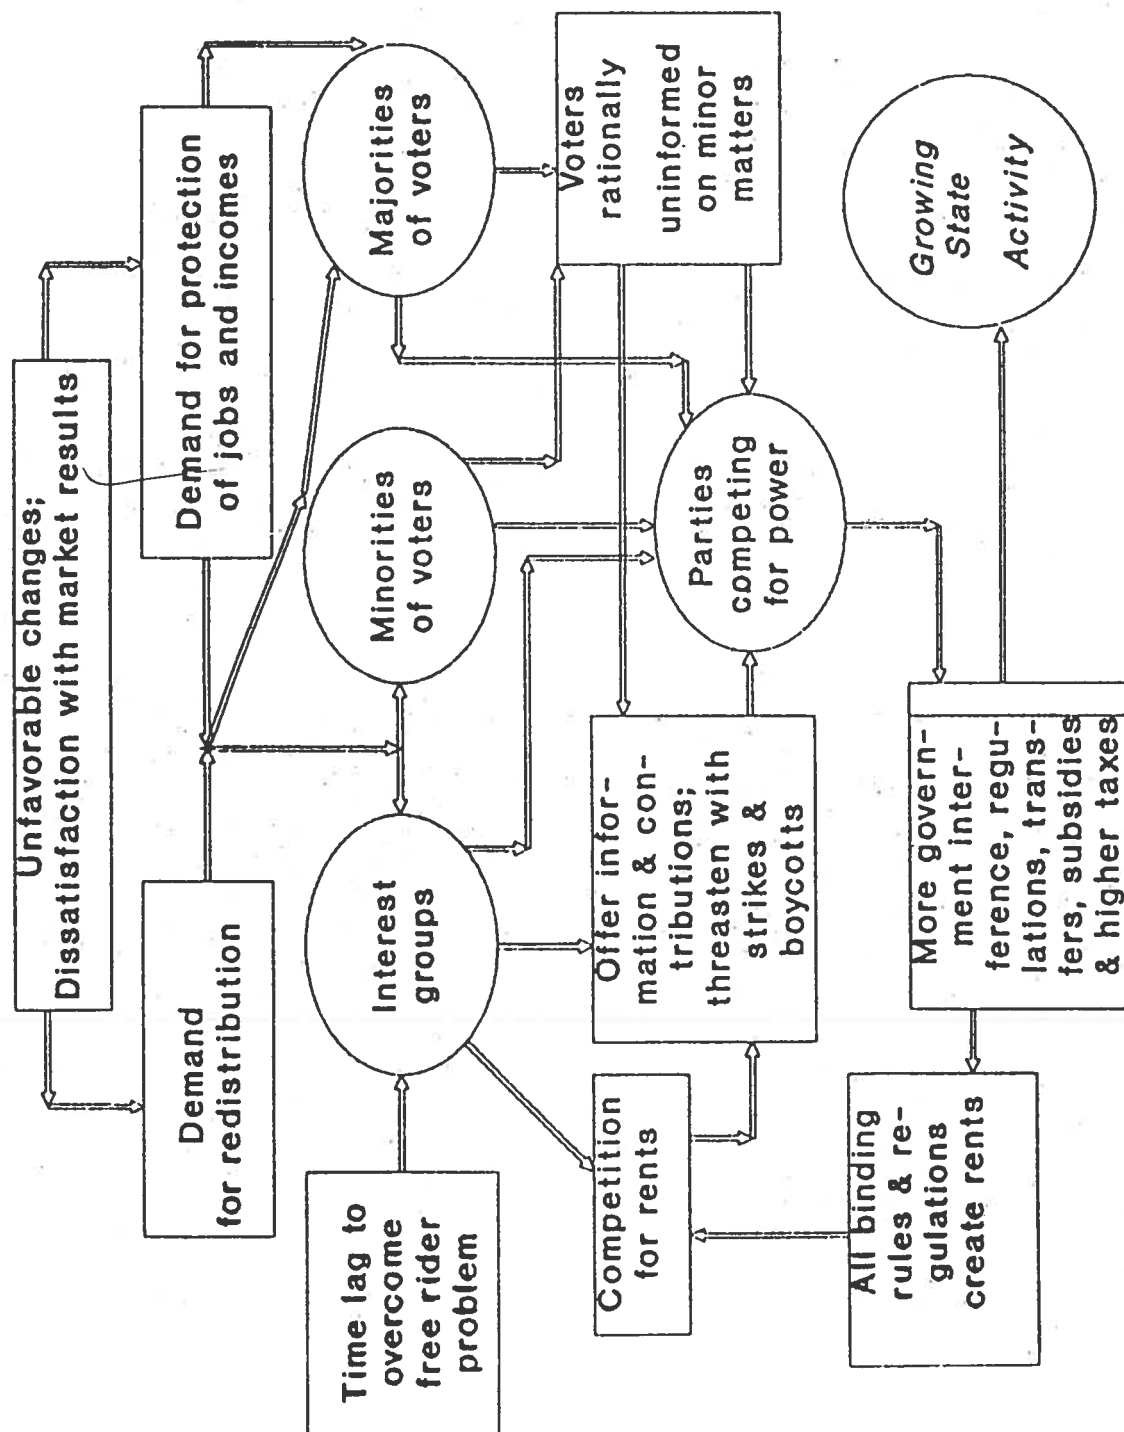 Unfavorable changes;
Dissatisfaction with market results
Demand
for redistribution
Demand for protection
of jobs and incomes
Time lag to
overcome
free rider
problem
Interest
groups
Minorities
of voters
Majorities
of voters
Competition
for rents
Offer infor-
mation & con-
tributions;
threasten with
strikes &
boycotts
Parties
competing
for power
Voters
rationally
uninformed
on minor
matters
All binding
rules & re-
gulations
create rents
More govern-
ment inter-
ference, regu-
lations, trans-
fers, subsidies
& higher taxes
Growing
State
Activity